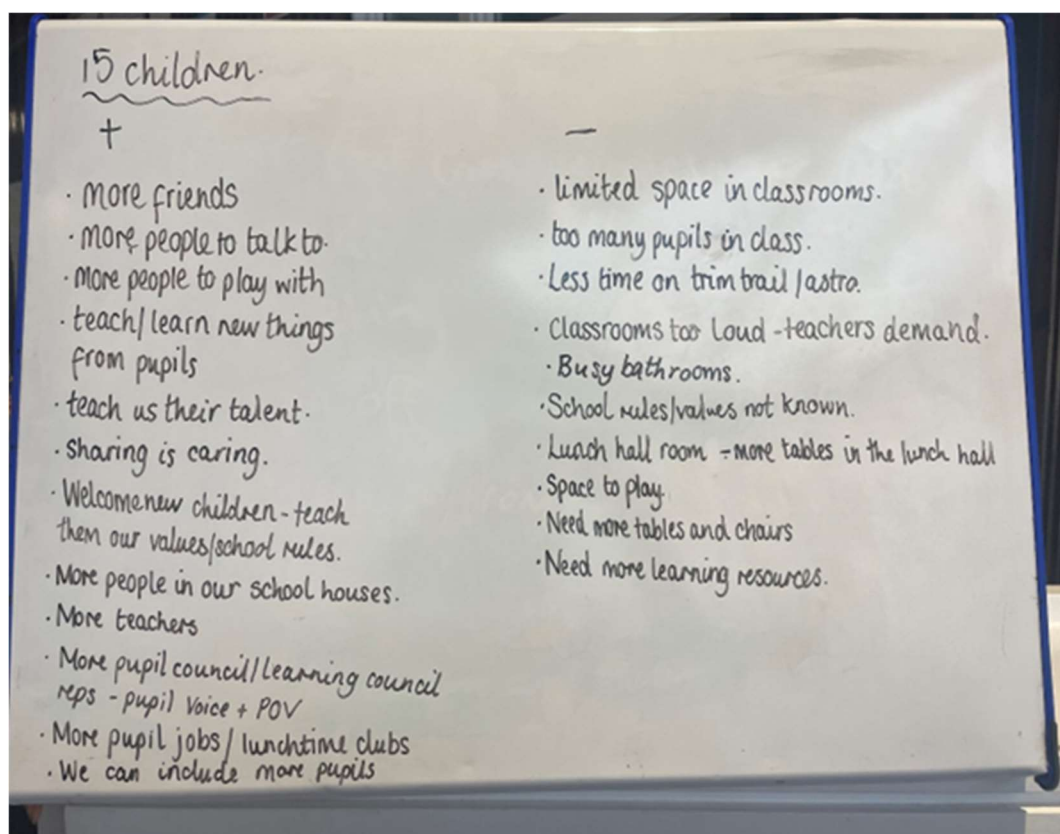 15 children.
+
· more friends
· more people to talk to.
· more people to play with
· teach/learn new things
from pupils
· teach us their talent.
· Sharing is caring.
· Welcome new children - teach
them our values/school rules.
· More people in our school houses.
· More teachers
· More pupil council/learning council
reps - pupil voice + POV
· More pupil jobs/lunchtime clubs
· We can include more pupils
—
· limited space in classrooms.
· too many pupils in class.
· Less time on trim trail/astro.
· Classrooms too loud - teachers demand.
· Busy bathrooms.
· School rules/values not known.
· Lunch hall room - more tables in the lunch hall
· Space to play.
· Need more tables and chairs
· Need more learning resources.